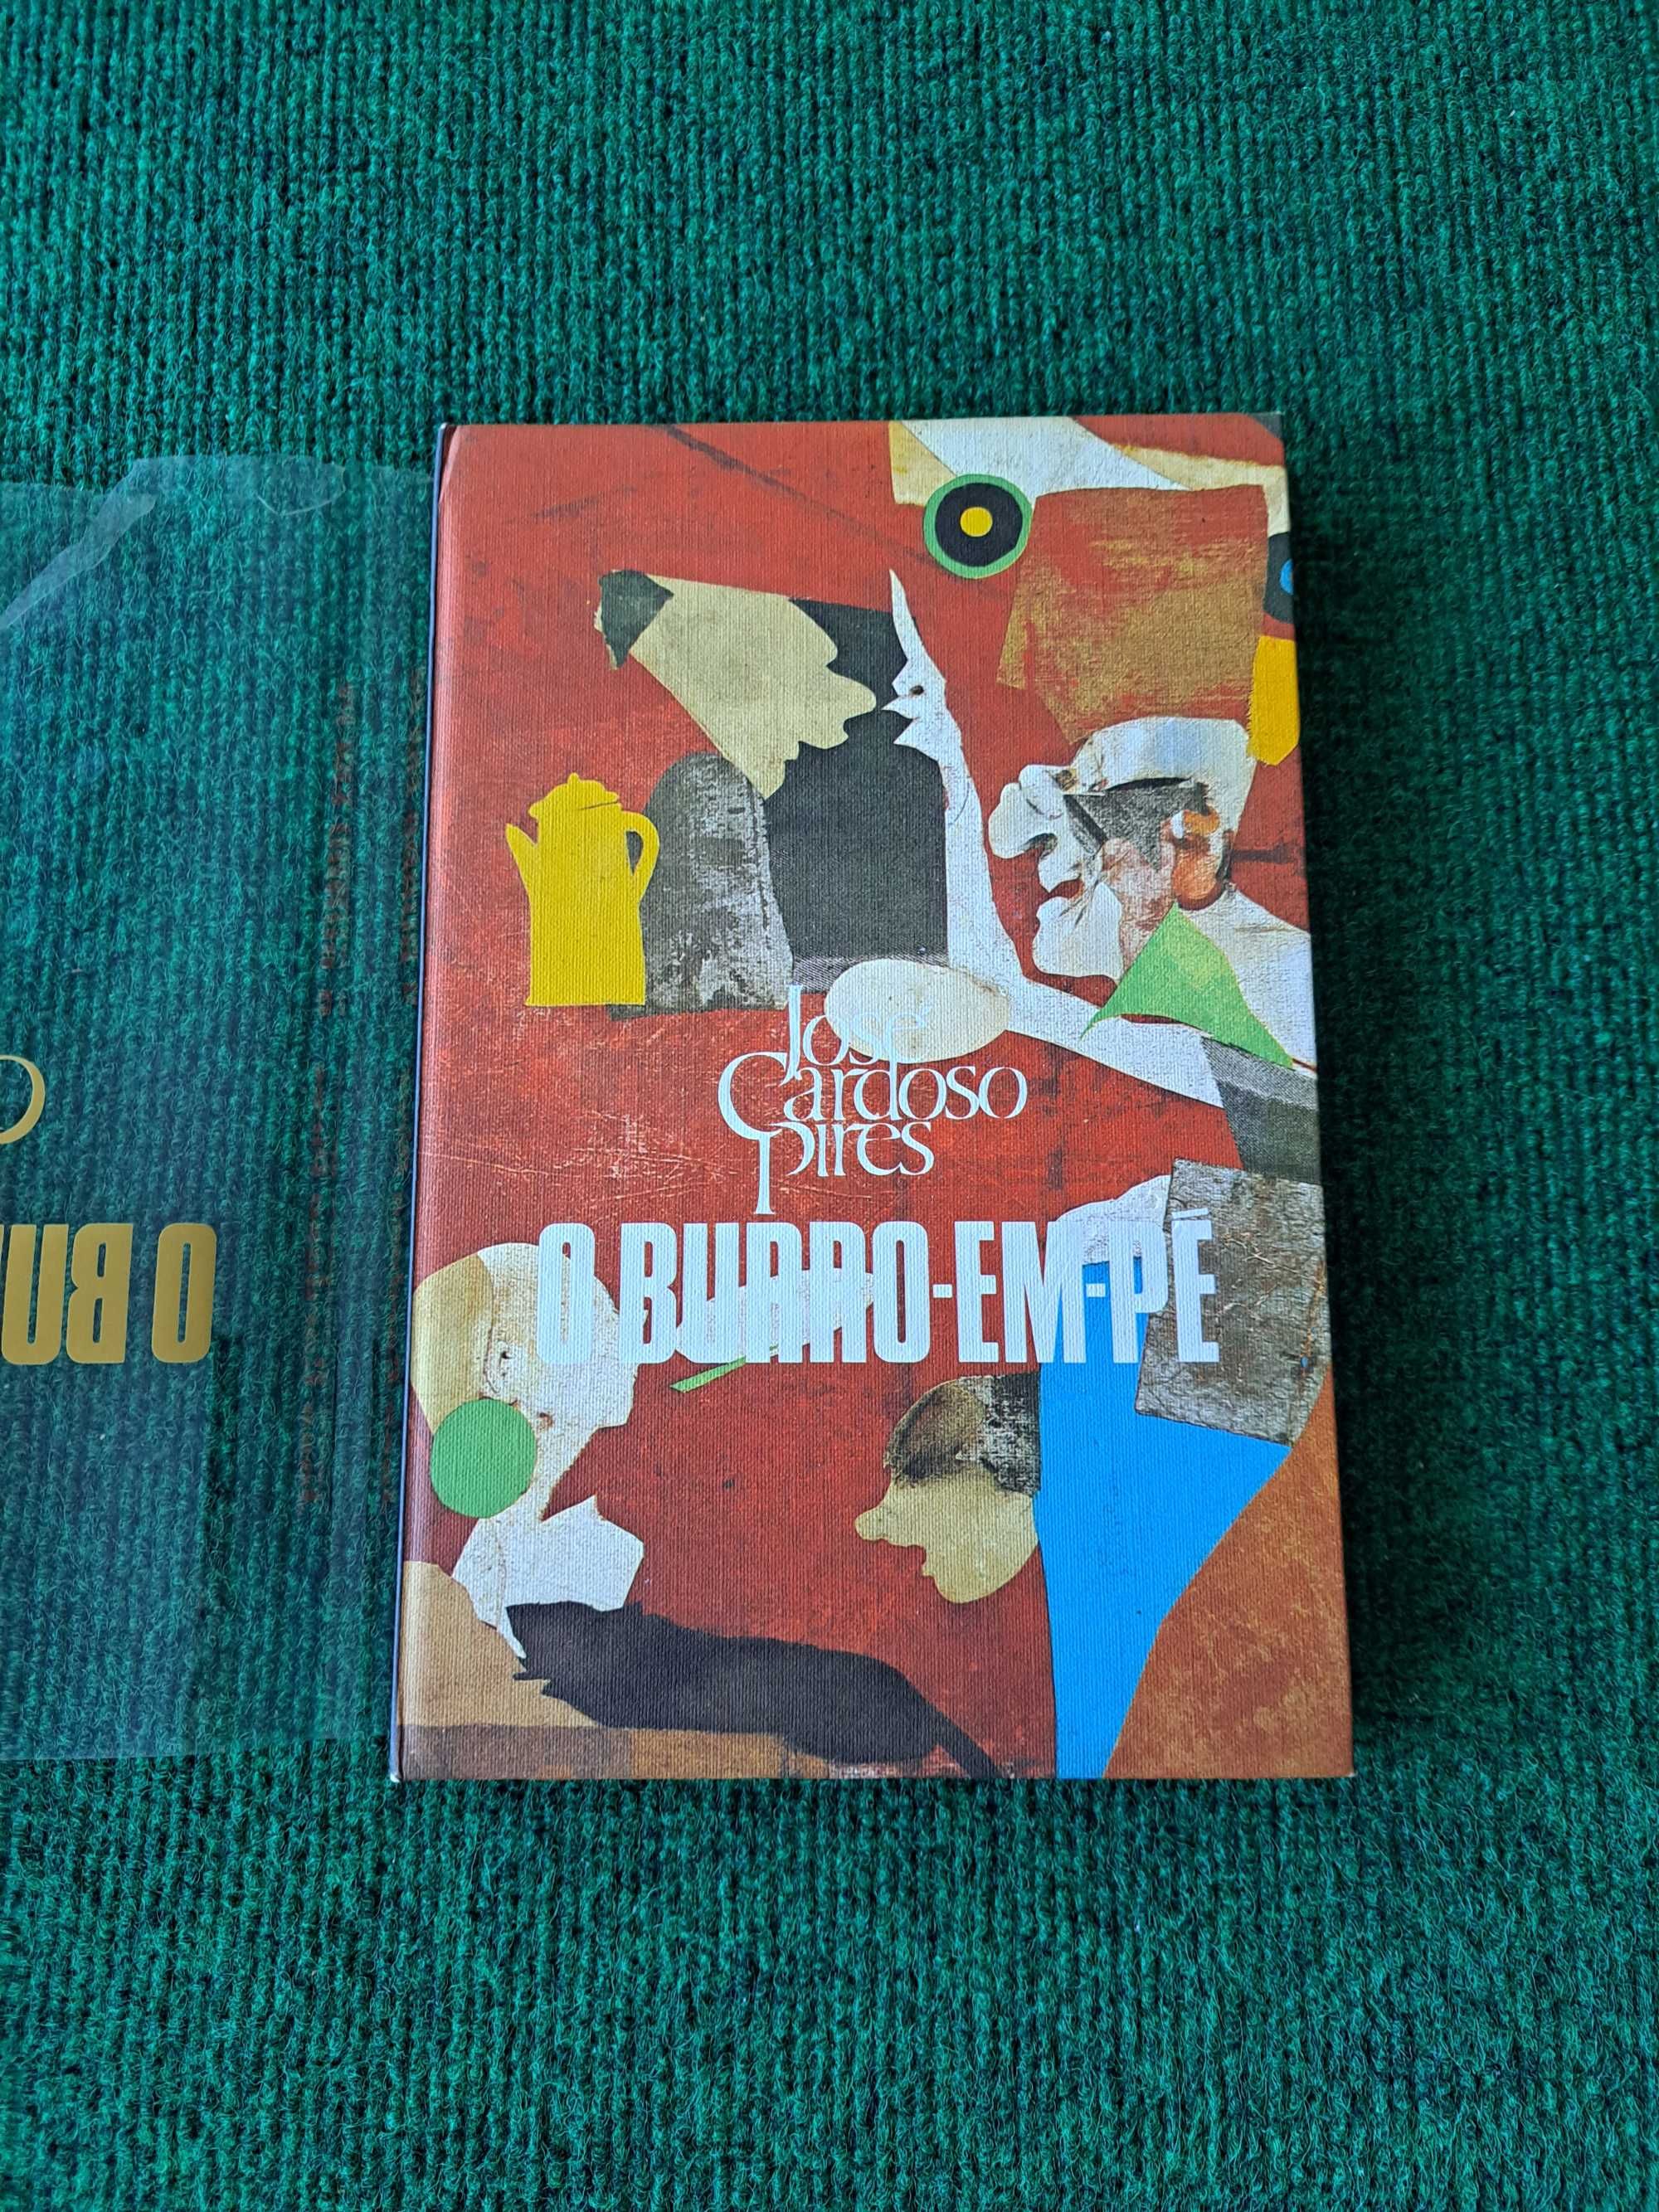 José
Cardoso
Pires
O BURRO-EM-PÉ
O BU